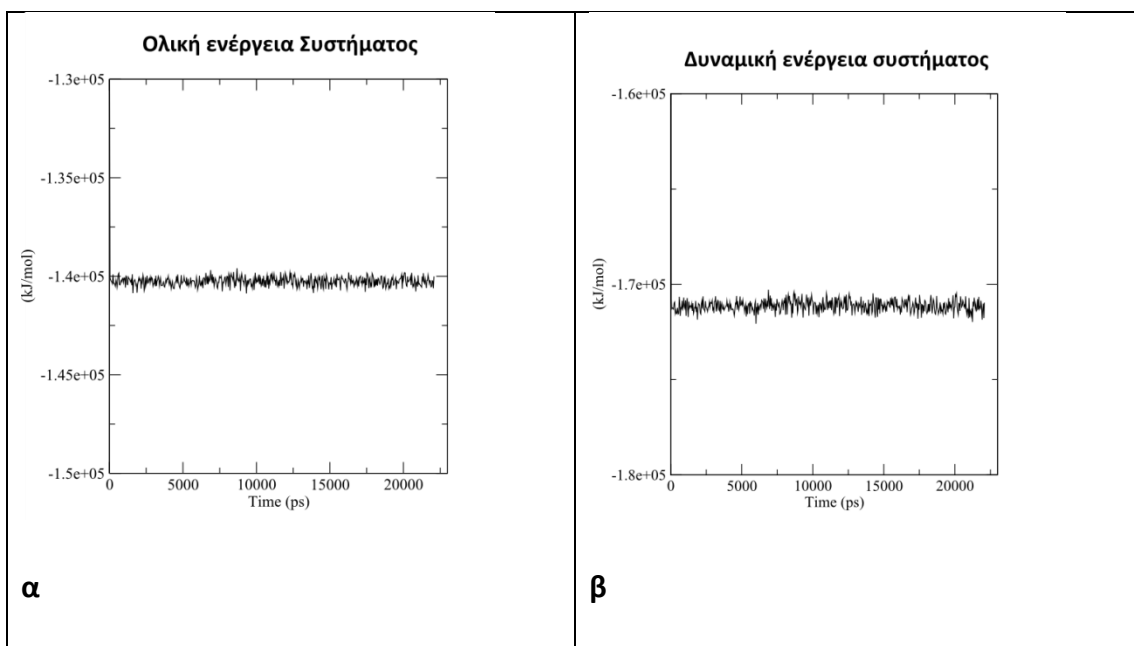 Ολική ενέργεια Συστήματος
-1.3e+05
-1.35e+05
-1.4e+05
-1.45e+05
-1.5e+05
(kJ/mol)
0 5000 10000 15000 20000
Time (ps)
α
Δυναμική ενέργεια συστήματος
-1.6e+05
-1.7e+05
-1.8e+05
(kJ/mol)
0 5000 10000 15000 20000
Time (ps)
β